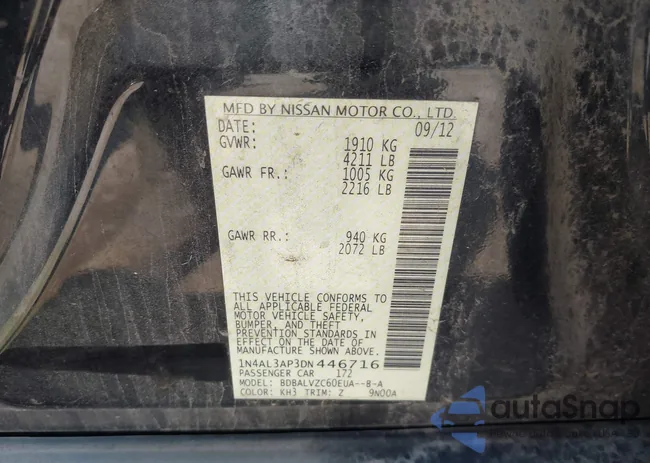 MFD BY NISSAN MOTOR CO., LTD.
DATE: 09/12
GVWR: 1910 KG
4211 LB
GAWR FR.: 1005 KG
2216 LB
GAWR RR.: 940 KG
2072 LB
THIS VEHICLE CONFORMS TO
ALL APPLICABLE FEDERAL
MOTOR VEHICLE SAFETY,
BUMPER, AND THEFT
PREVENTION STANDARDS IN
EFFECT ON THE DATE OF
MANUFACTURE SHOWN ABOVE.
1N4AL3AP3DN446716
PASSENGER CAR 172
MODEL: BDBALVZC60EUA--B-A
COLOR: KH3 TRIM: Z 9N00A
autoSnap